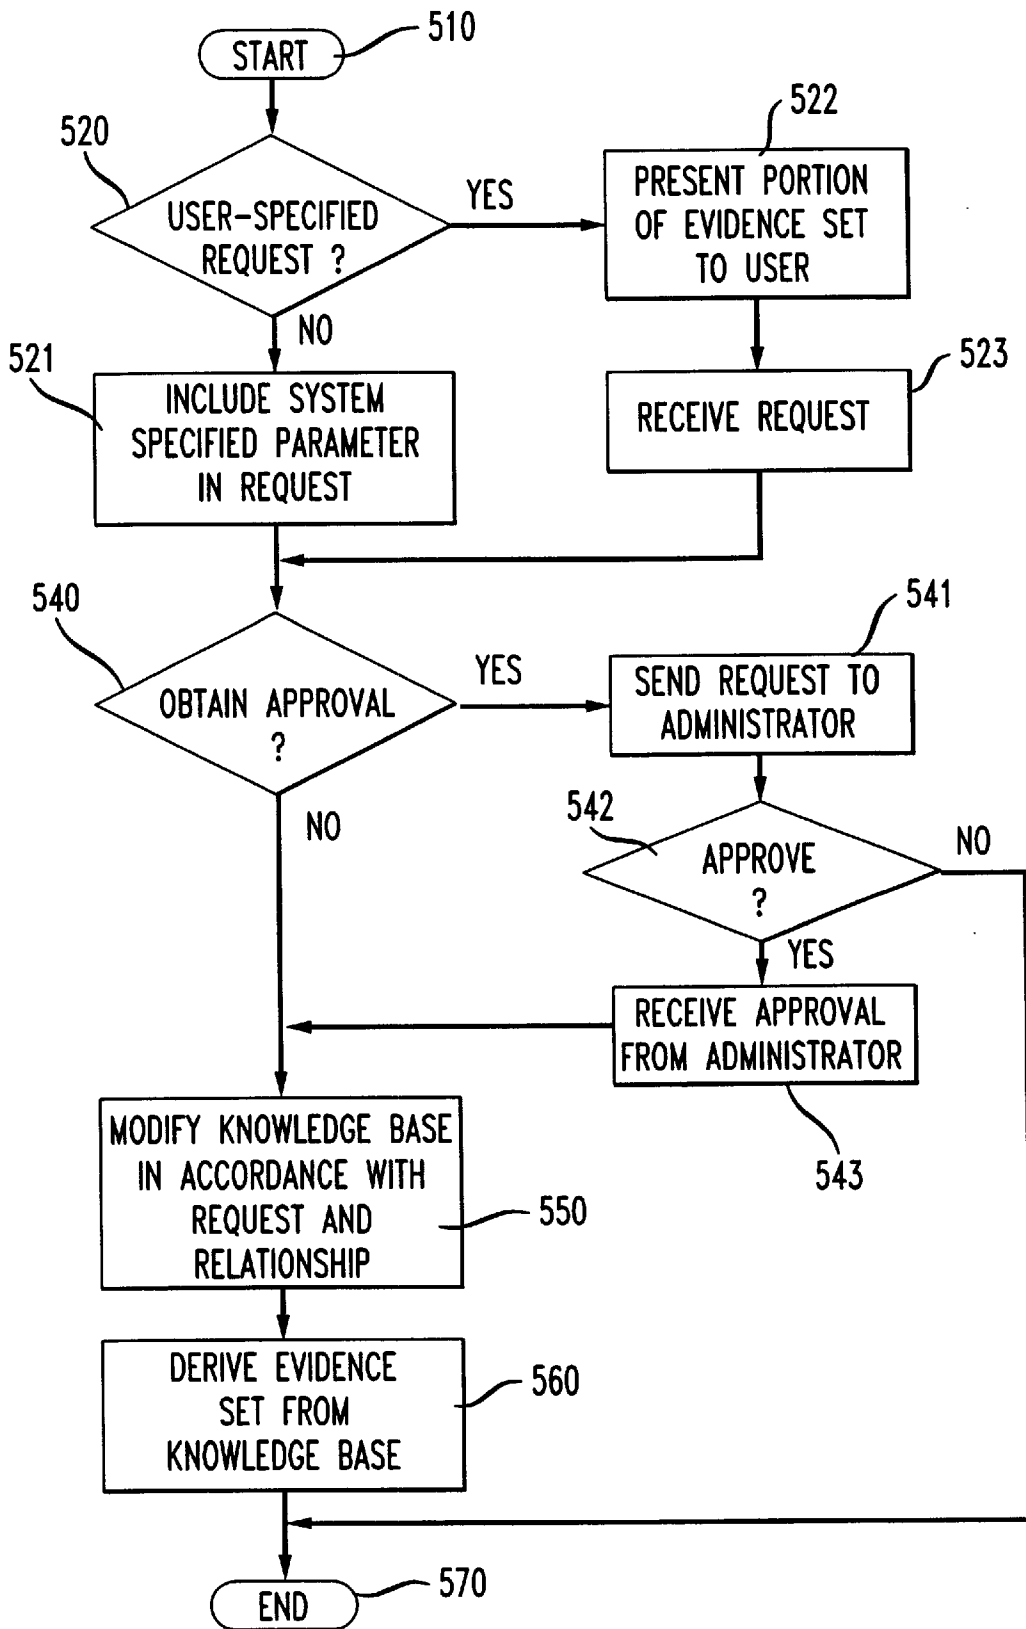 START
510
520
USER-SPECIFIED
REQUEST ?
YES
522
PRESENT PORTION
OF EVIDENCE SET
TO USER
NO
521
INCLUDE SYSTEM
SPECIFIED PARAMETER
IN REQUEST
523
RECEIVE REQUEST
540
OBTAIN APPROVAL
?
YES
541
SEND REQUEST TO
ADMINISTRATOR
NO
542
APPROVE
?
NO
YES
RECEIVE APPROVAL
FROM ADMINISTRATOR
543
MODIFY KNOWLEDGE BASE
IN ACCORDANCE WITH
REQUEST AND
RELATIONSHIP
550
DERIVE EVIDENCE
SET FROM
KNOWLEDGE BASE
560
END
570